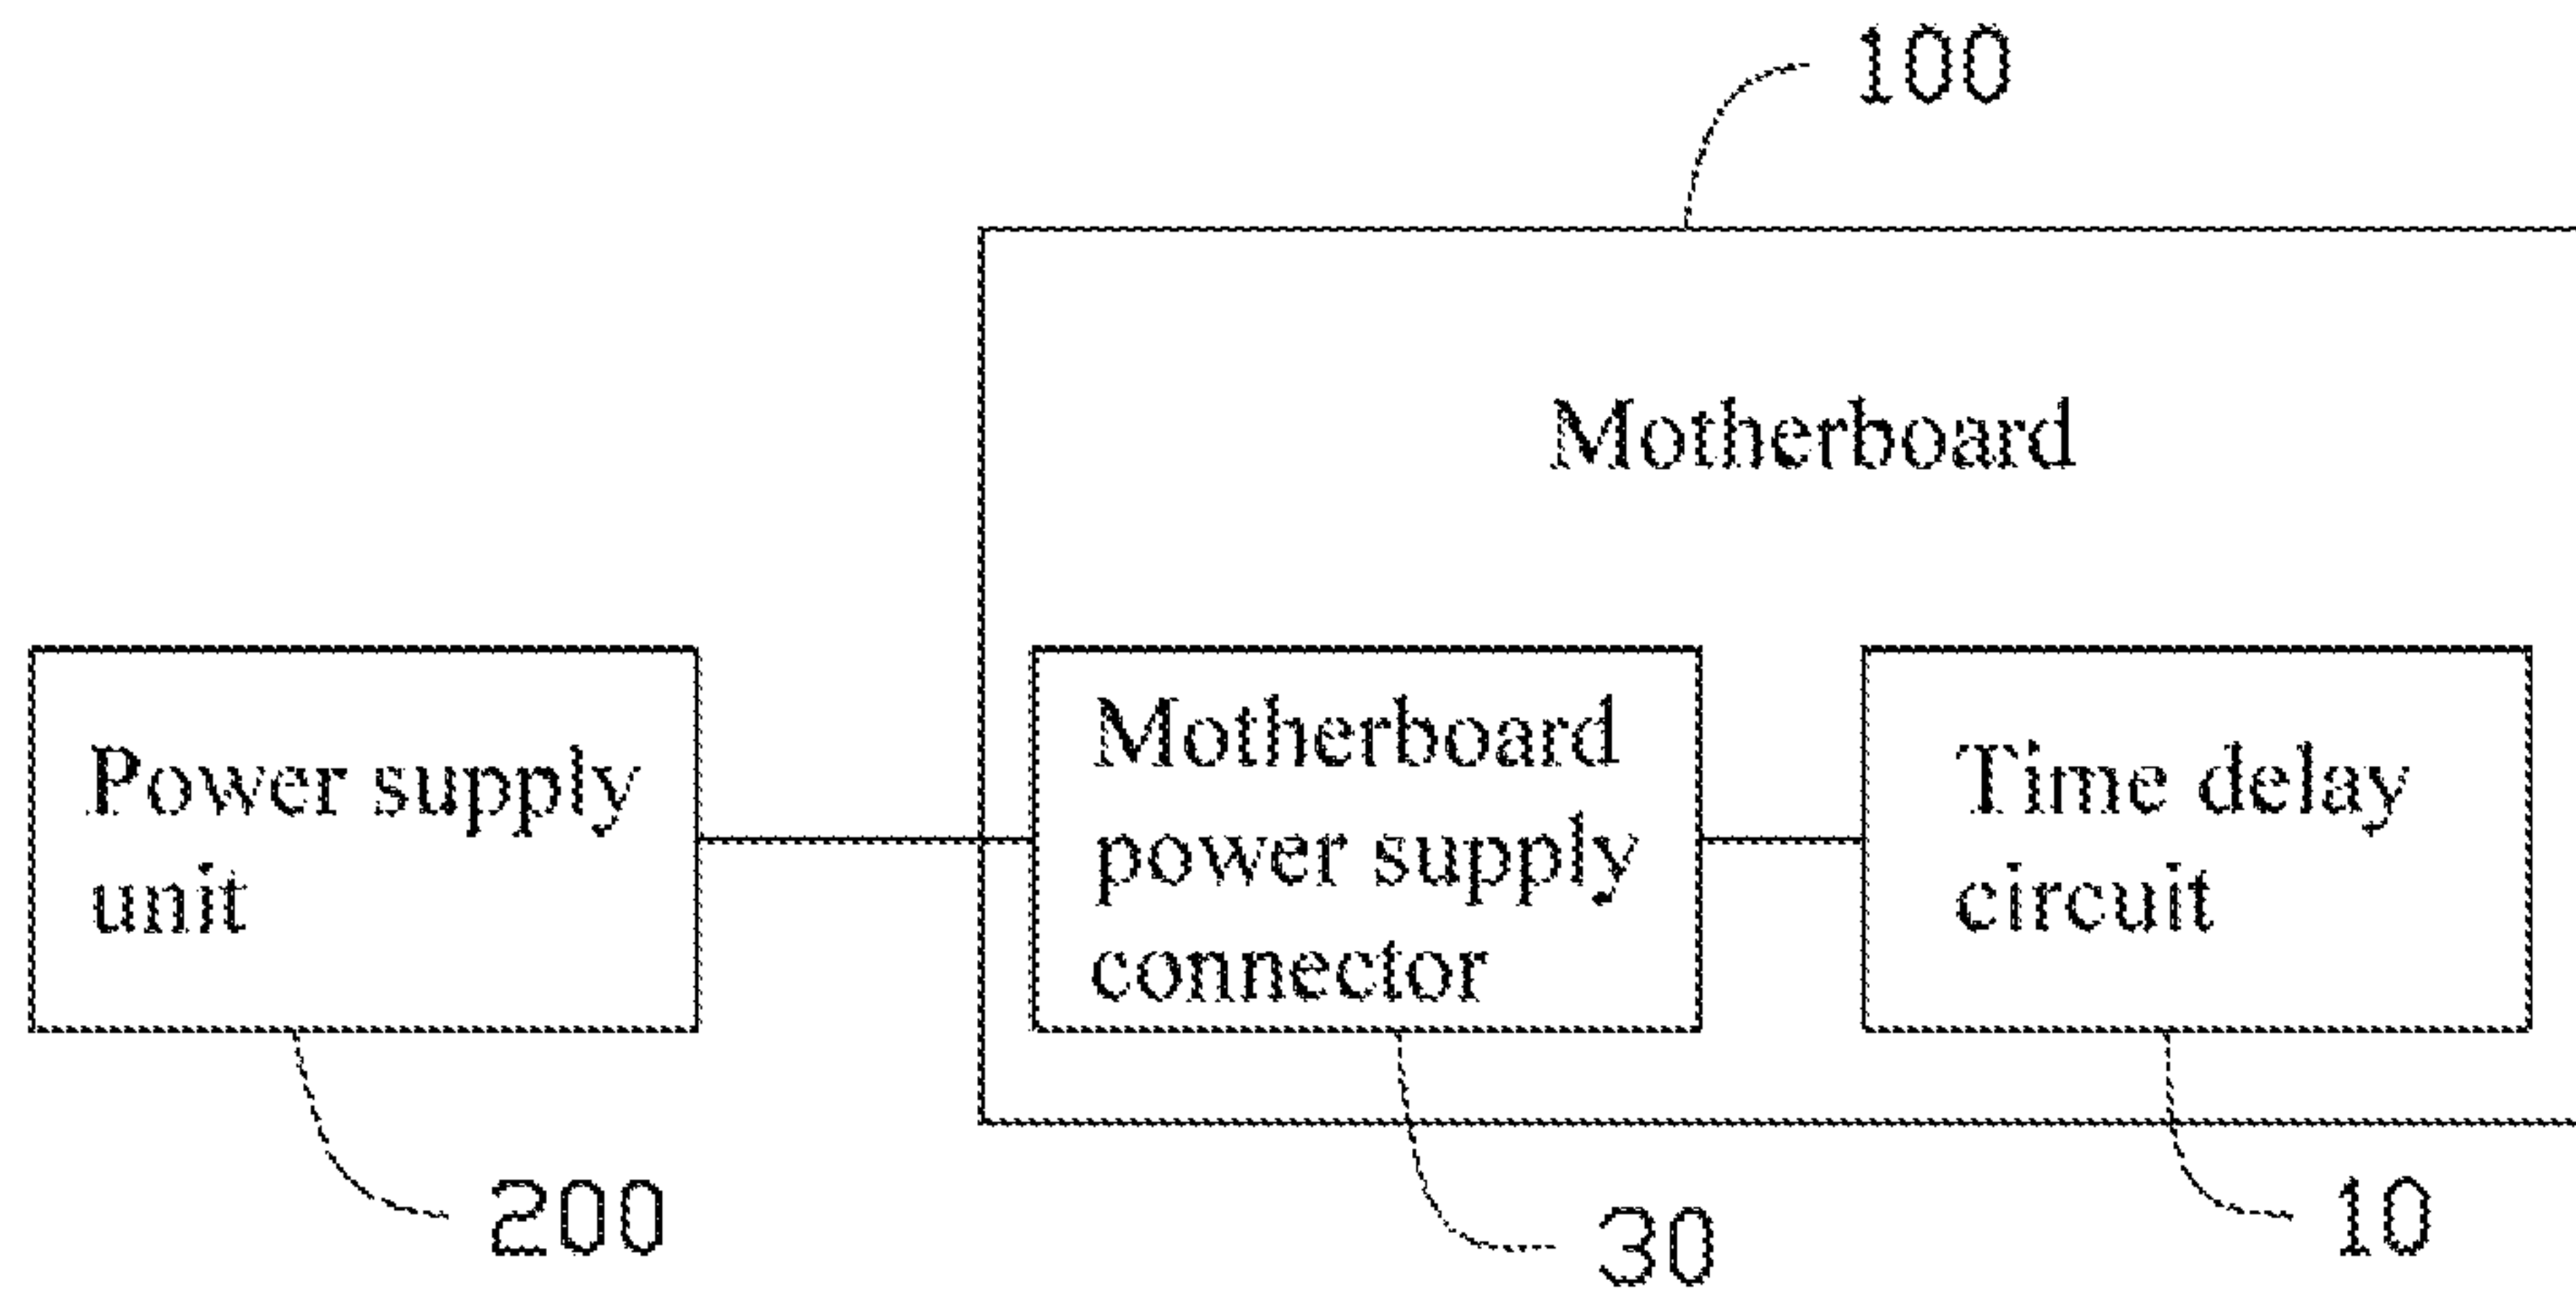 100
Motherboard
Power supply
unit
Motherboard
power supply
connector
Time delay
circuit
200
30
10